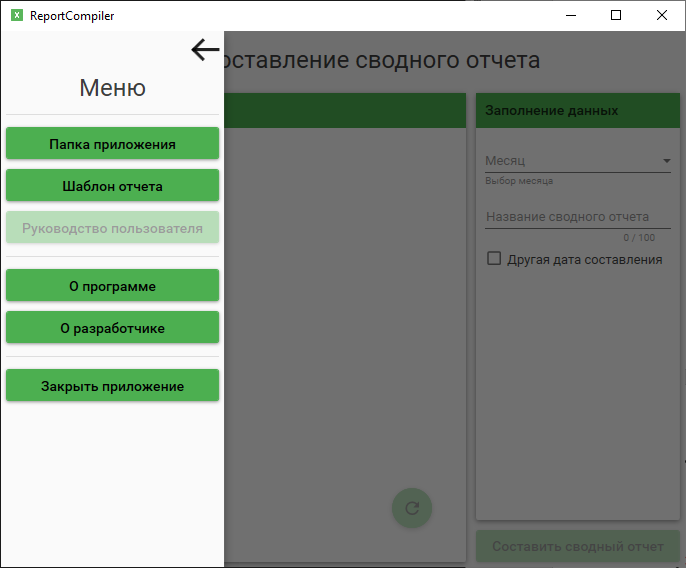 ReportCompiler
оставление сводного отчета
Меню
Папка приложения
Шаблон отчета
Руководство пользователя
О программе
О разработчике
Закрыть приложение
Заполнение данных
Месяц
Выбор месяца
Название сводного отчета
0 / 100
Другая дата составления
Составить сводный отчет